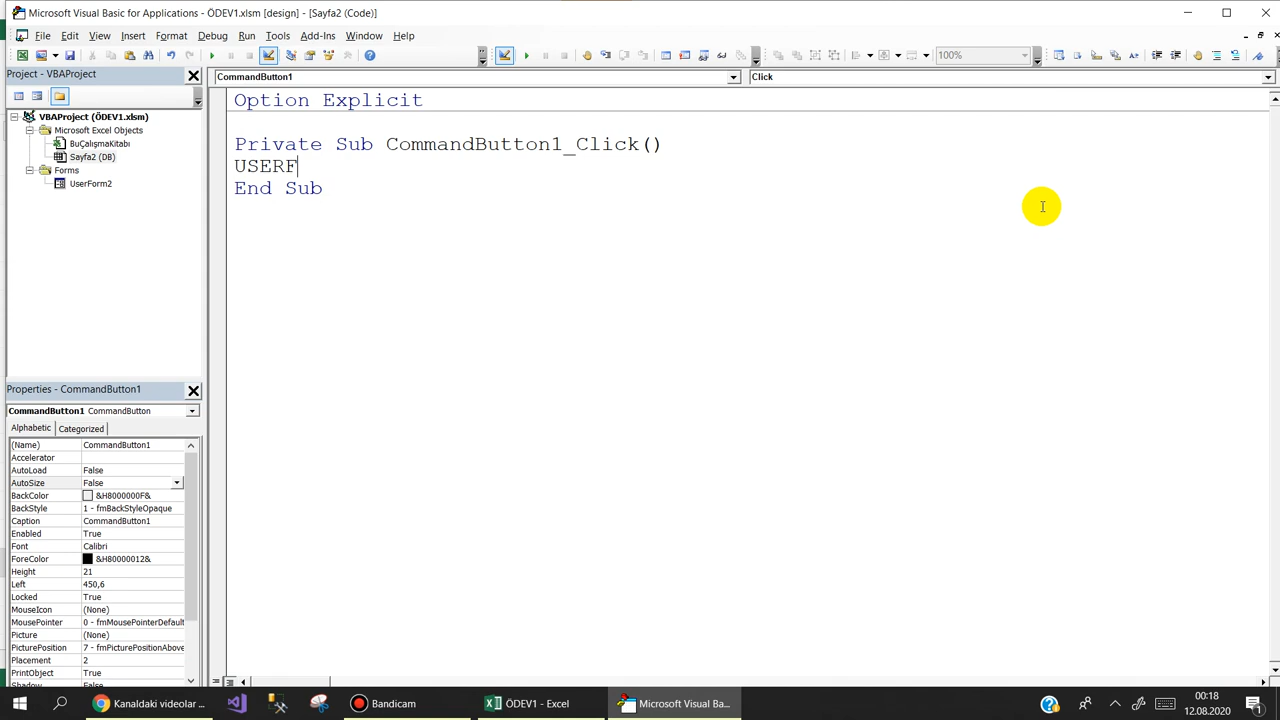 Microsoft Visual Basic for Applications - ÖDEV1.xlsm [design] - [Sayfa2 (Code)]
File Edit View Insert Format Debug Run Tools Add-Ins Window Help
100%
Project - VBAProject
CommandButton1
Click
VBAProject (ÖDEV1.xlsm)
Microsoft Excel Objects
BuÇalışmaKitabı
Sayfa2 (DB)
Forms
UserForm2
Option Explicit
Private Sub CommandButton1_Click()
USERF
End Sub
Properties - CommandButton1
CommandButton1 CommandButton
Alphabetic Categorized
(Name) CommandButton1
Accelerator
AutoLoad False
AutoSize False
BackColor &H8000000F&
BackStyle 1 - fmBackStyleOpaque
Caption CommandButton1
Enabled True
Font Calibri
ForeColor &H80000012&
Height 21
Left 450,6
Locked True
MouseIcon (None)
MousePointer 0 - fmMousePointerDefault
Picture (None)
PicturePosition 7 - fmPicturePositionAbove
Placement 2
PrintObject True
Shadow False
Kanaldaki videolar ...
Bandicam
ÖDEV1 - Excel
Microsoft Visual Ba...
00:18
12.08.2020
1